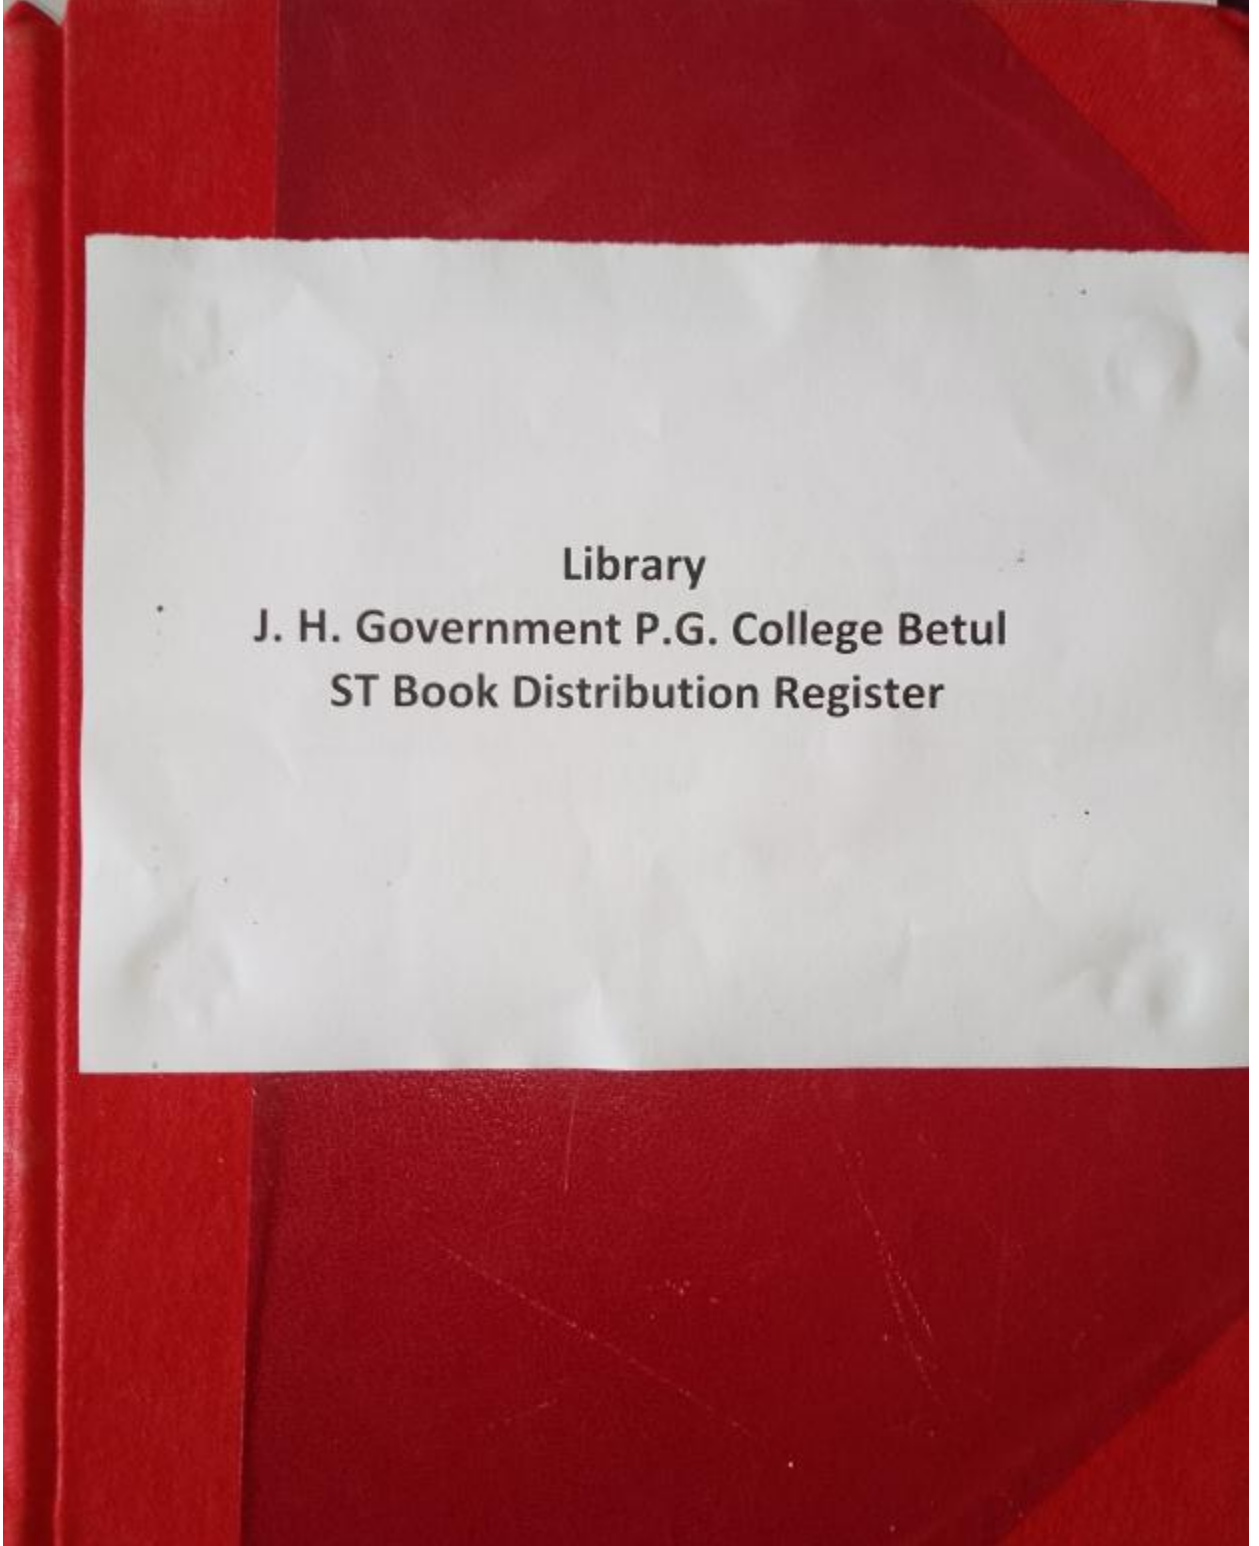 Library
J. H. Government P.G. College Betul
ST Book Distribution Register